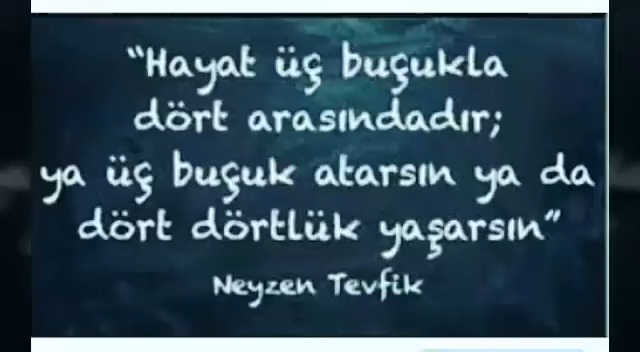 “Hayat üç buçukla
dört arasındadır;
ya üç buçuk atarsın ya da
dört dörtlük yaşarsın”
Neyzen Tevfik